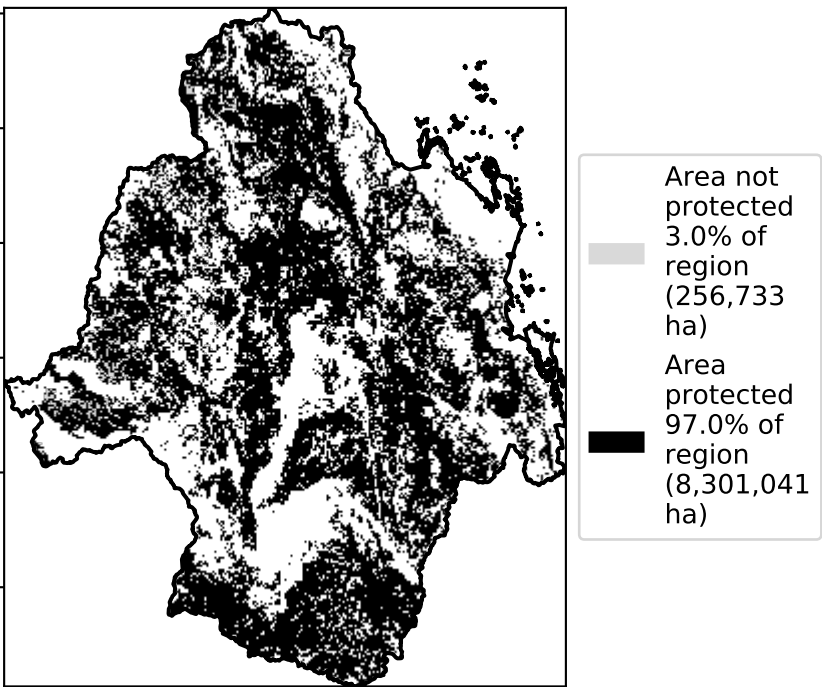 Area not
protected
3.0% of
region
(256,733
ha)
Area
protected
97.0% of
region
(8,301,041
ha)